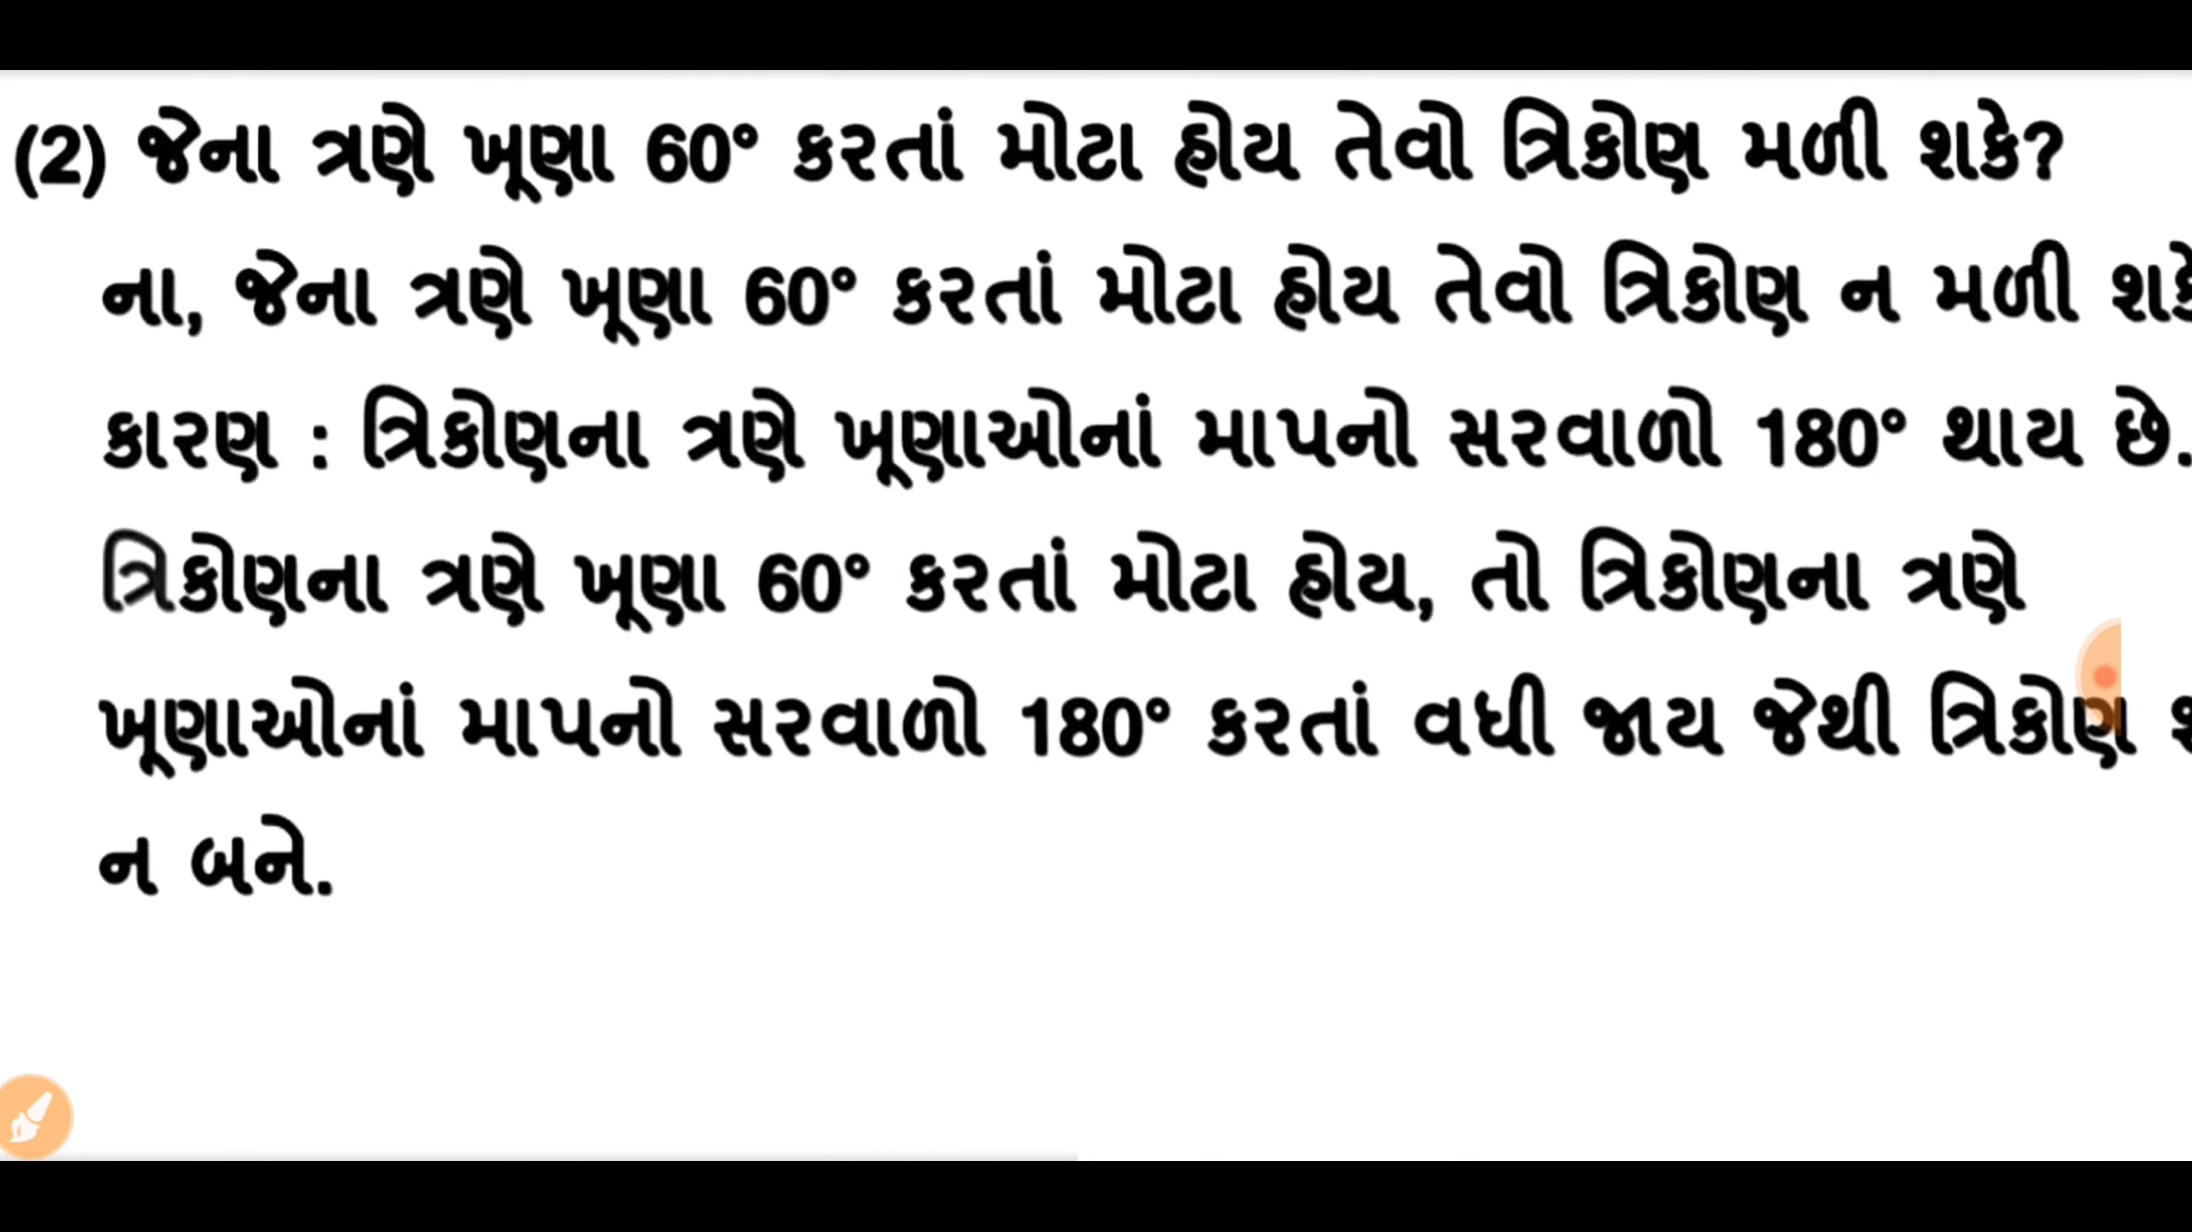 (2) જેના ત્રણે ખૂણા 60° કરતાં મોટા હોય તેવો ત્રિકોણ મળી શકે?
ના, જેના ત્રણે ખૂણા 60° કરતાં મોટા હોય તેવો ત્રિકોણ ન મળી શકે
કારણ : ત્રિકોણના ત્રણે ખૂણાઓનાં માપનો સરવાળો 180° થાય છે.
ત્રિકોણના ત્રણે ખૂણા 60° કરતાં મોટા હોય, તો ત્રિકોણના ત્રણે
ખૂણાઓનાં માપનો સરવાળો 180° કરતાં વધી જાય જેથી ત્રિકોણ
ન બને.